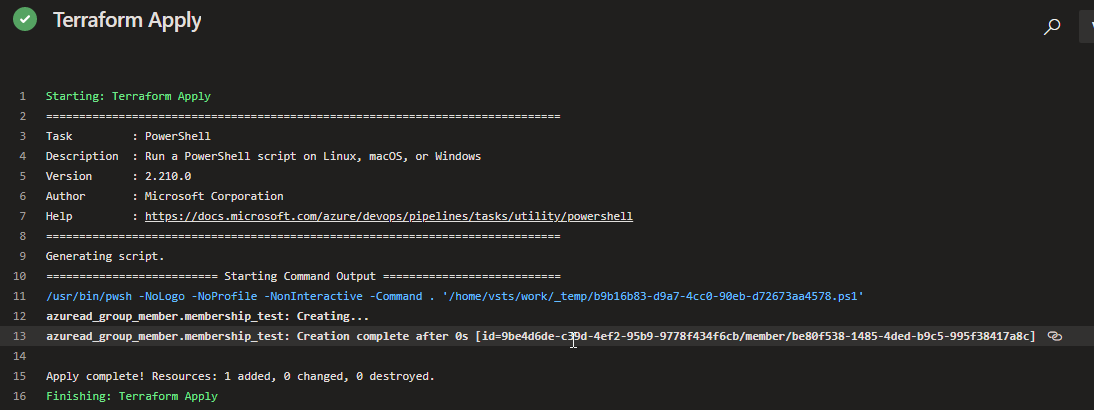 Terraform Apply
1 Starting: Terraform Apply
2 ==============================================================================
3 Task         : PowerShell
4 Description  : Run a PowerShell script on Linux, macOS, or Windows
5 Version      : 2.210.0
6 Author       : Microsoft Corporation
7 Help         : https://docs.microsoft.com/azure/devops/pipelines/tasks/utility/powershell
8 ==============================================================================
9 Generating script.
10 ========================== Starting Command Output ===========================
11 /usr/bin/pwsh -NoLogo -NoProfile -NonInteractive -Command . '/home/vsts/work/_temp/b9b16b83-d9a7-4cc0-90eb-d72673aa4578.ps1'
12 azuread_group_member.membership_test: Creating...
13 azuread_group_member.membership_test: Creation complete after 0s [id=9be4d6de-c39d-4ef2-95b9-9778f434f6cb/member/be80f538-1485-4ded-b9c5-995f38417a8c]
14
15 Apply complete! Resources: 1 added, 0 changed, 0 destroyed.
16 Finishing: Terraform Apply